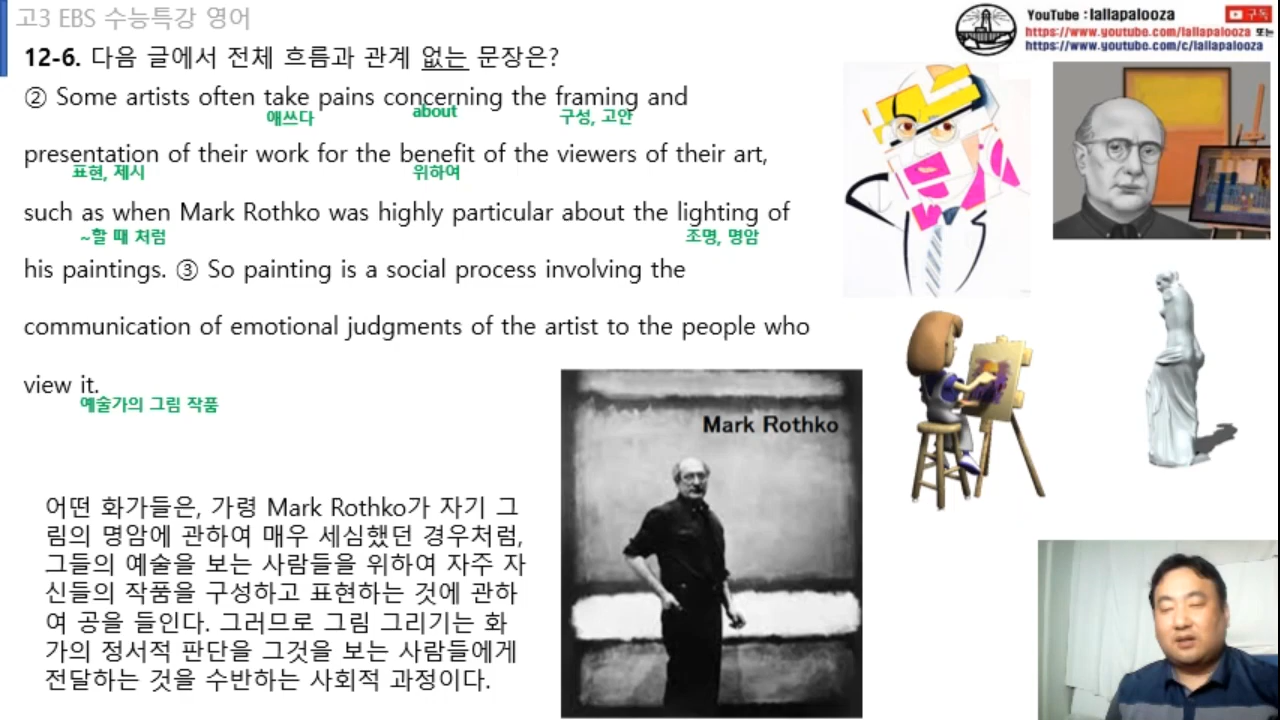 고3 EBS 수능특강 영어
YouTube : lallapalooza
구독
https://www.youtube.com/lallapalooza 또는
https://www.youtube.com/c/lallapalooza
12-6. 다음 글에서 전체 흐름과 관계 없는 문장은?
② Some artists often take pains concerning the framing and
애쓰다 about 구성, 고안
presentation of their work for the benefit of the viewers of their art,
표현, 제시 위하여
such as when Mark Rothko was highly particular about the lighting of
~할 때 처럼 조명, 명암
his paintings. ③ So painting is a social process involving the
communication of emotional judgments of the artist to the people who
view it.
예술가의 그림 작품
Mark Rothko
어떤 화가들은, 가령 Mark Rothko가 자기 그
림의 명암에 관하여 매우 세심했던 경우처럼,
그들의 예술을 보는 사람들을 위하여 자주 자
신들의 작품을 구성하고 표현하는 것에 관하
여 공을 들인다. 그러므로 그림 그리기는 화
가의 정서적 판단을 그것을 보는 사람들에게
전달하는 것을 수반하는 사회적 과정이다.